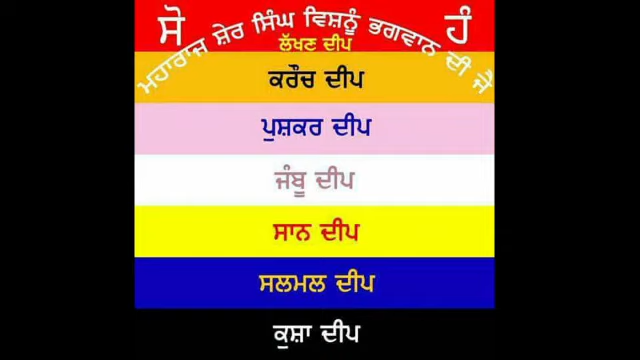 ਸੋ ਹੰ
ਮਹਾਰਾਜ ਸ਼ੇਰ ਸਿੰਘ ਵਿਸ਼ਨੂੰ ਭਗਵਾਨ ਦੀ ਜੈ
ਲੱਖਣ ਦੀਪ
ਕਰੌਚ ਦੀਪ
ਪੁਸ਼ਕਰ ਦੀਪ
ਜੰਬੂ ਦੀਪ
ਸਾਨ ਦੀਪ
ਸਲਮਲ ਦੀਪ
ਕੁਸ਼ਾ ਦੀਪ